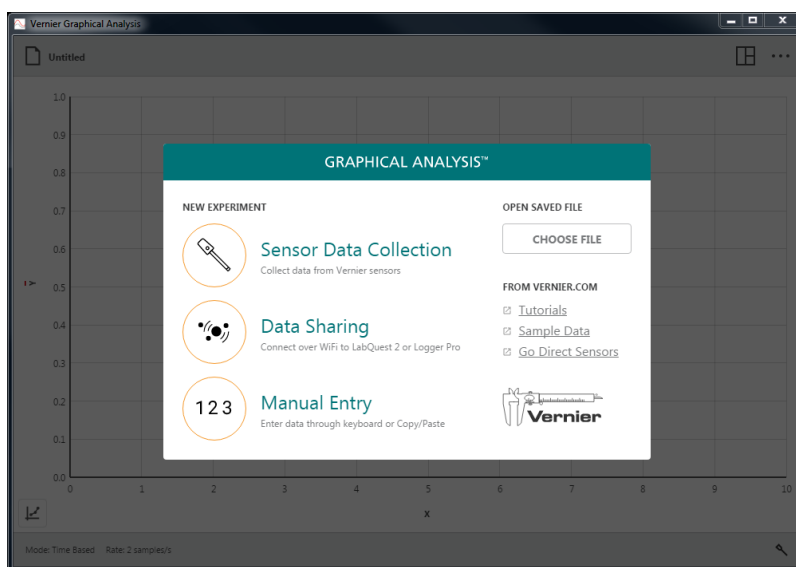 Vernier Graphical Analysis
Untitled
GRAPHICAL ANALYSIS™
NEW EXPERIMENT
Sensor Data Collection
Collect data from Vernier sensors
Data Sharing
Connect over WiFi to LabQuest 2 or Logger Pro
123
Manual Entry
Enter data through keyboard or Copy/Paste
OPEN SAVED FILE
CHOOSE FILE
FROM VERNIER.COM
Tutorials
Sample Data
Go Direct Sensors
Vernier
1.0
0.9
0.8
0.7
0.6
0.5
0.4
0.3
0.2
0.1
0.0
y
0 1 2 3 4 5 6 7 8 9 10
x
Mode: Time Based Rate: 2 samples/s